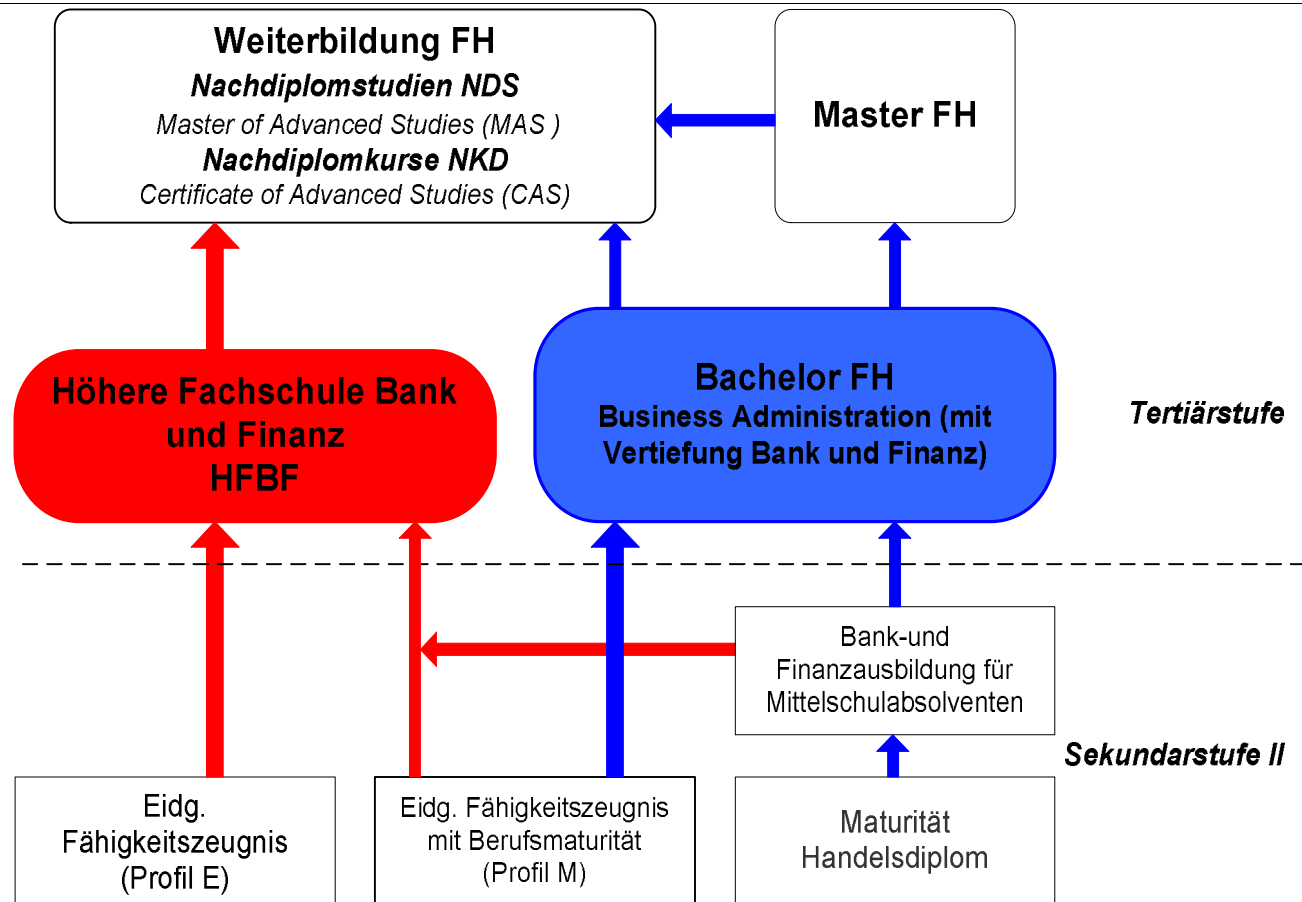 Weiterbildung FH
Nachdiplomstudien NDS
Master of Advanced Studies (MAS )
Nachdiplomkurse NKD
Certificate of Advanced Studies (CAS)
Master FH
Höhere Fachschule Bank
und Finanz
HFBF
Bachelor FH
Business Administration (mit
Vertiefung Bank und Finanz)
Tertiärstufe
Bank-und
Finanzausbildung für
Mittelschulabsolventen
Sekundarstufe II
Eidg.
Fähigkeitszeugnis
(Profil E)
Eidg. Fähigkeitszeugnis
mit Berufsmaturität
(Profil M)
Maturität
Handelsdiplom